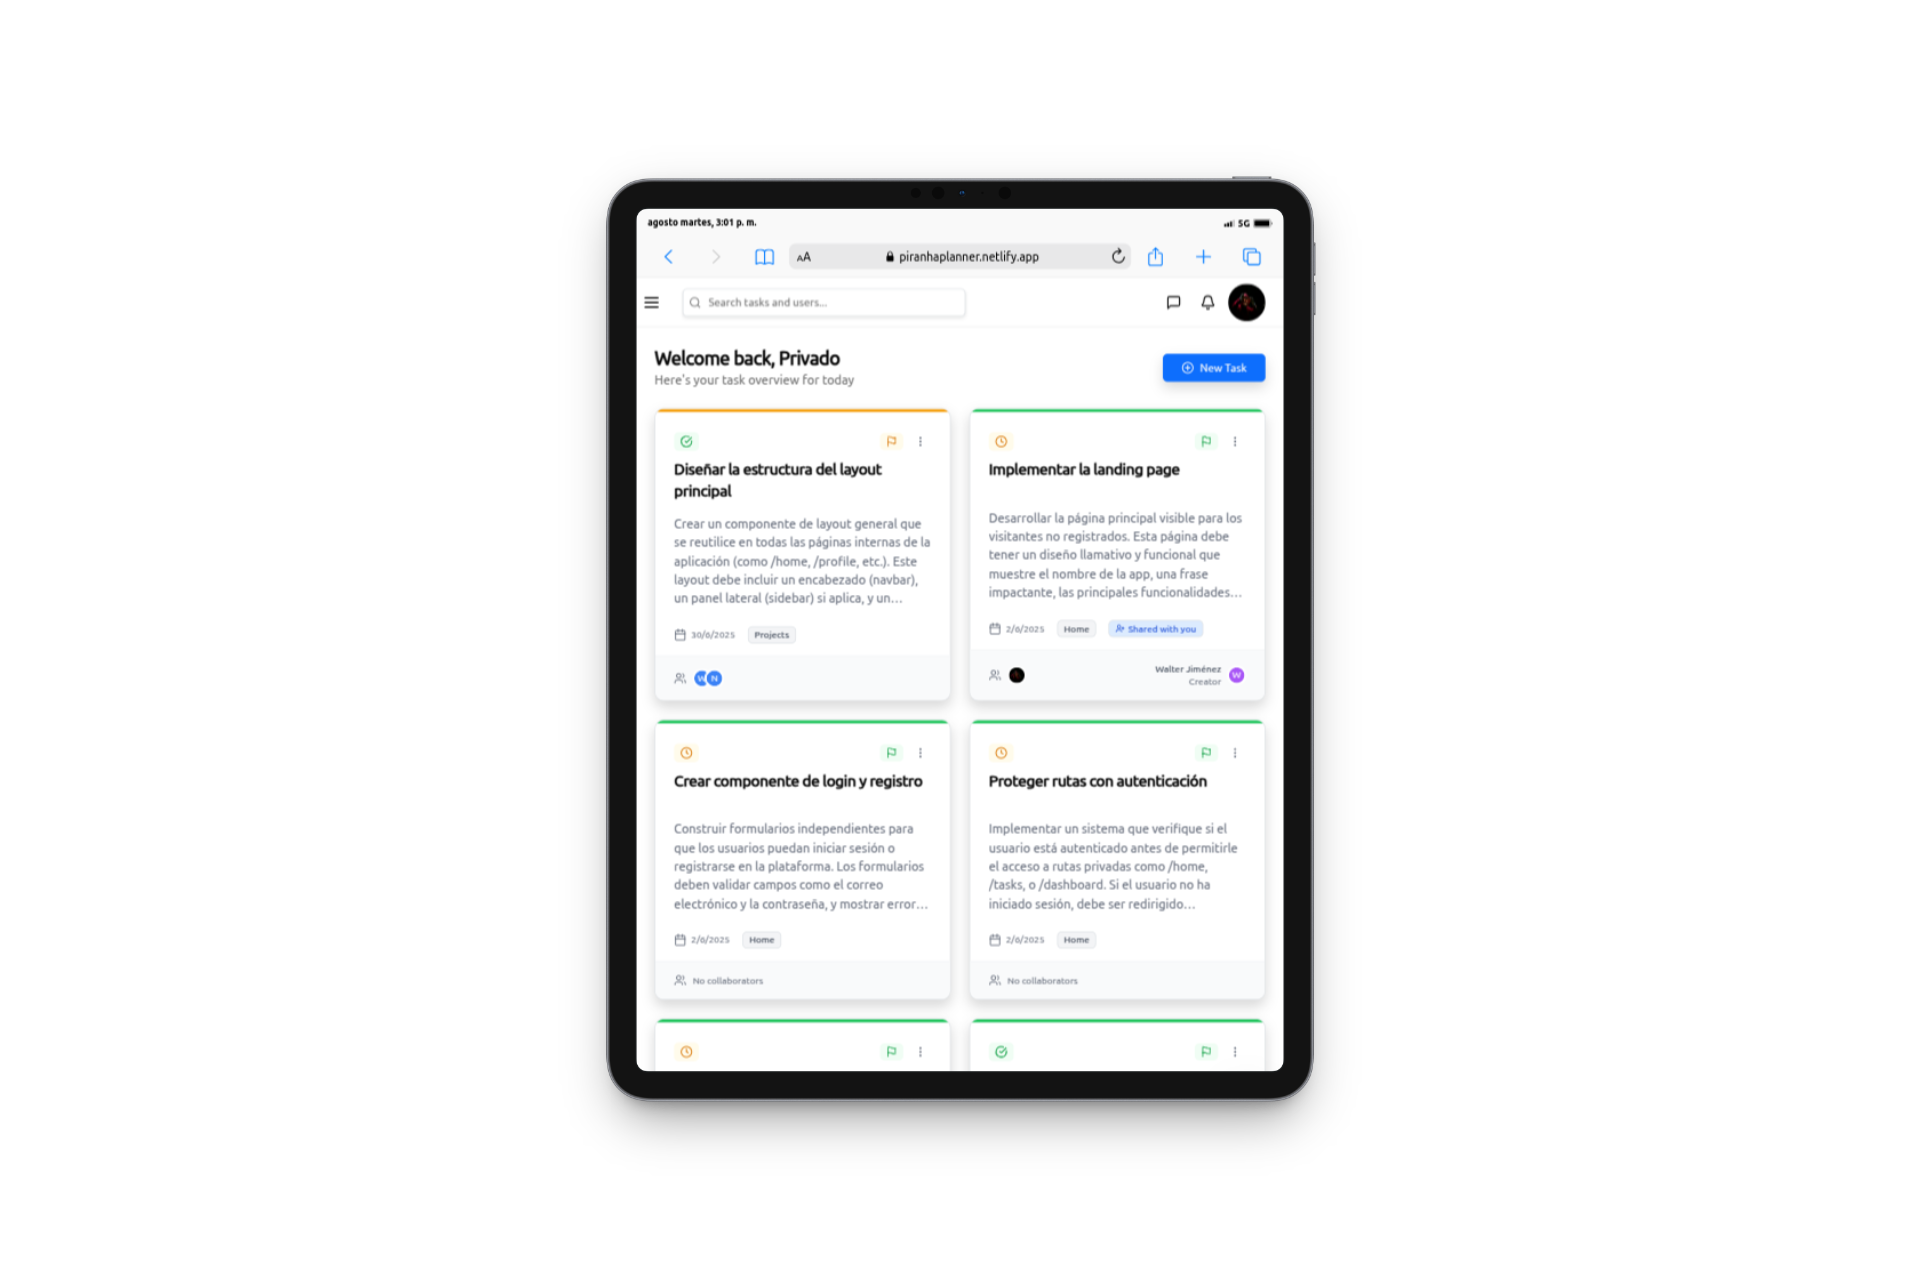 agosto martes, 3:01 p. m.
5G
AA
piranhaplanner.netlify.app
Search tasks and users...
Welcome back, Privado
Here's your task overview for today
New Task
Diseñar la estructura del layout
principal
Crear un componente de layout general que
se reutilice en todas las páginas internas de la
aplicación (como /home, /profile, etc.). Este
layout debe incluir un encabezado (navbar),
un panel lateral (sidebar) si aplica, y un...
30/6/2025
Projects
W N
Implementar la landing page
Desarrollar la página principal visible para los
visitantes no registrados. Esta página debe
tener un diseño llamativo y funcional que
muestre el nombre de la app, una frase
impactante, las principales funcionalidades...
2/6/2025
Home
Shared with you
Walter Jiménez
Creator
W
Crear componente de login y registro
Construir formularios independientes para
que los usuarios puedan iniciar sesión o
registrarse en la plataforma. Los formularios
deben validar campos como el correo
electrónico y la contraseña, y mostrar error...
2/6/2025
Home
No collaborators
Proteger rutas con autenticación
Implementar un sistema que verifique si el
usuario está autenticado antes de permitirle
el acceso a rutas privadas como /home,
/tasks, o /dashboard. Si el usuario no ha
iniciado sesión, debe ser redirigido...
2/6/2025
Home
No collaborators